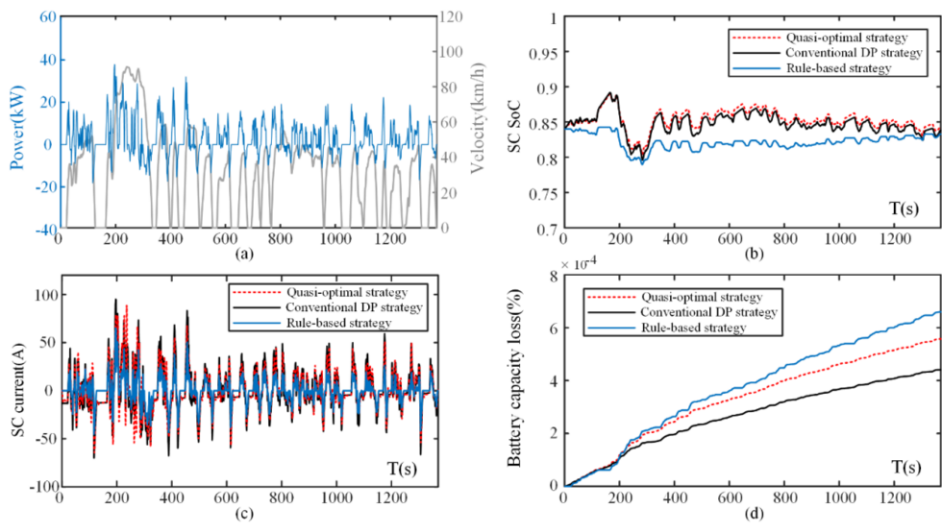 60
40
20
0
-20
-40
Power(kW)
120
100
80
60
40
20
0
Velocity(km/h)
0
200
400
600
800
1000
1200
(a)
1
0.95
0.9
0.85
0.8
0.75
0.7
SC SoC
Quasi-optimal strategy
Conventional DP strategy
Rule-based strategy
T(s)
0
200
400
600
800
1000
1200
(b)
100
50
0
-50
-100
SC current(A)
Quasi-optimal strategy
Conventional DP strategy
Rule-based strategy
T(s)
0
200
400
600
800
1000
1200
(c)
× 10⁻⁴
8
6
4
2
0
Battery capacity loss(%)
Quasi-optimal strategy
Conventional DP strategy
Rule-based strategy
T(s)
0
200
400
600
800
1000
1200
(d)